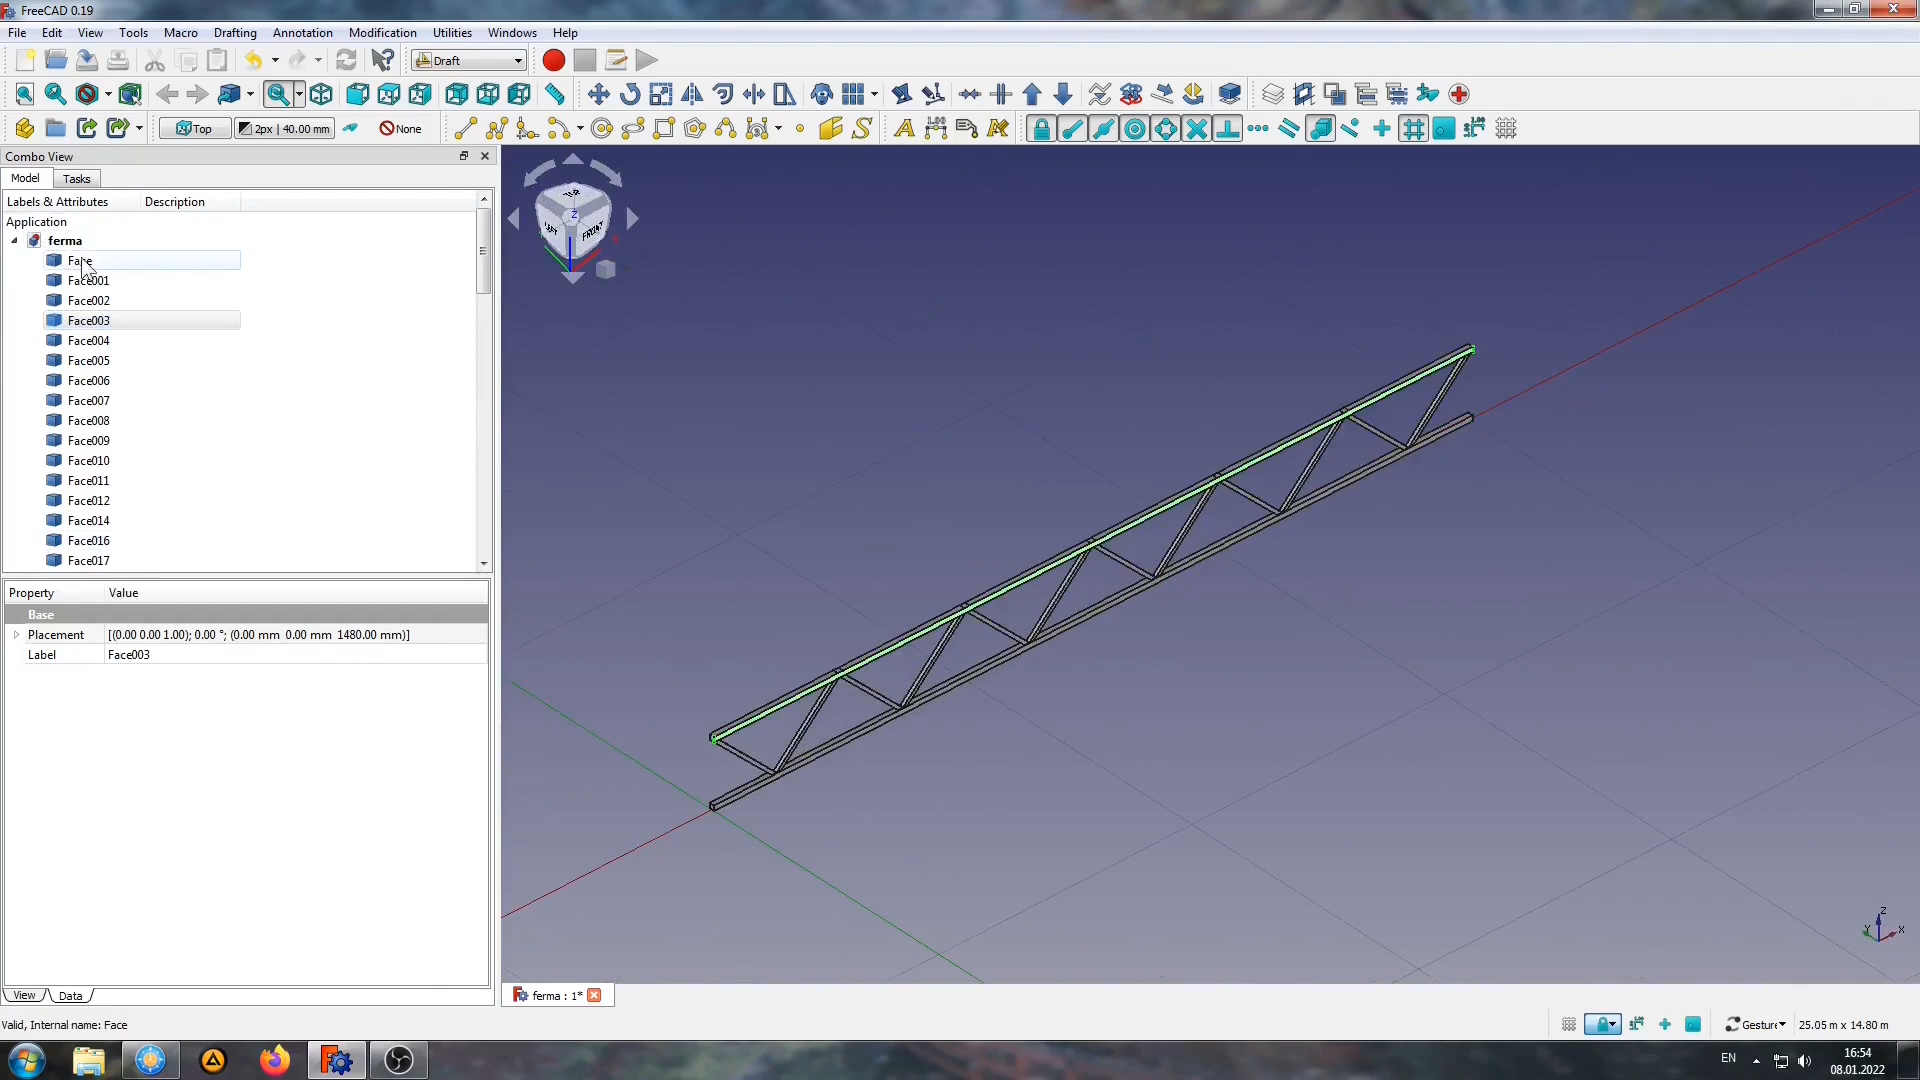 FreeCAD 0.19
File Edit View Tools Macro Drafting Annotation Modification Utilities Windows Help
Draft
Top 2px | 40.00 mm None
Combo View
Model Tasks
Labels & Attributes Description
Application
ferma
Face
Face001
Face002
Face003
Face004
Face005
Face006
Face007
Face008
Face009
Face010
Face011
Face012
Face014
Face016
Face017
Property Value
Base
Placement [(0.00 0.00 1.00); 0.00 °; (0.00 mm 0.00 mm 1480.00 mm)]
Label Face003
View Data
TOP
LEFT FRONT
Z
Z
Y X
ferma : 1*
Valid, Internal name: Face
Gesture 25.05 m x 14.80 m
EN
16:54
08.01.2022